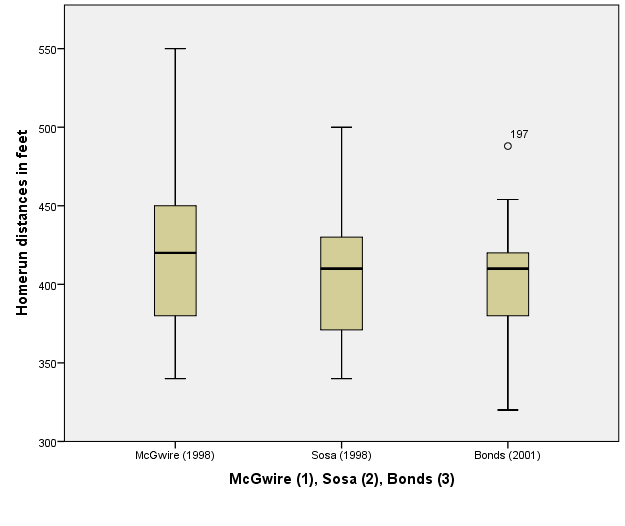 Homerun distances in feet
550
500
450
400
350
300
197
McGwire (1998)
Sosa (1998)
Bonds (2001)
McGwire (1), Sosa (2), Bonds (3)